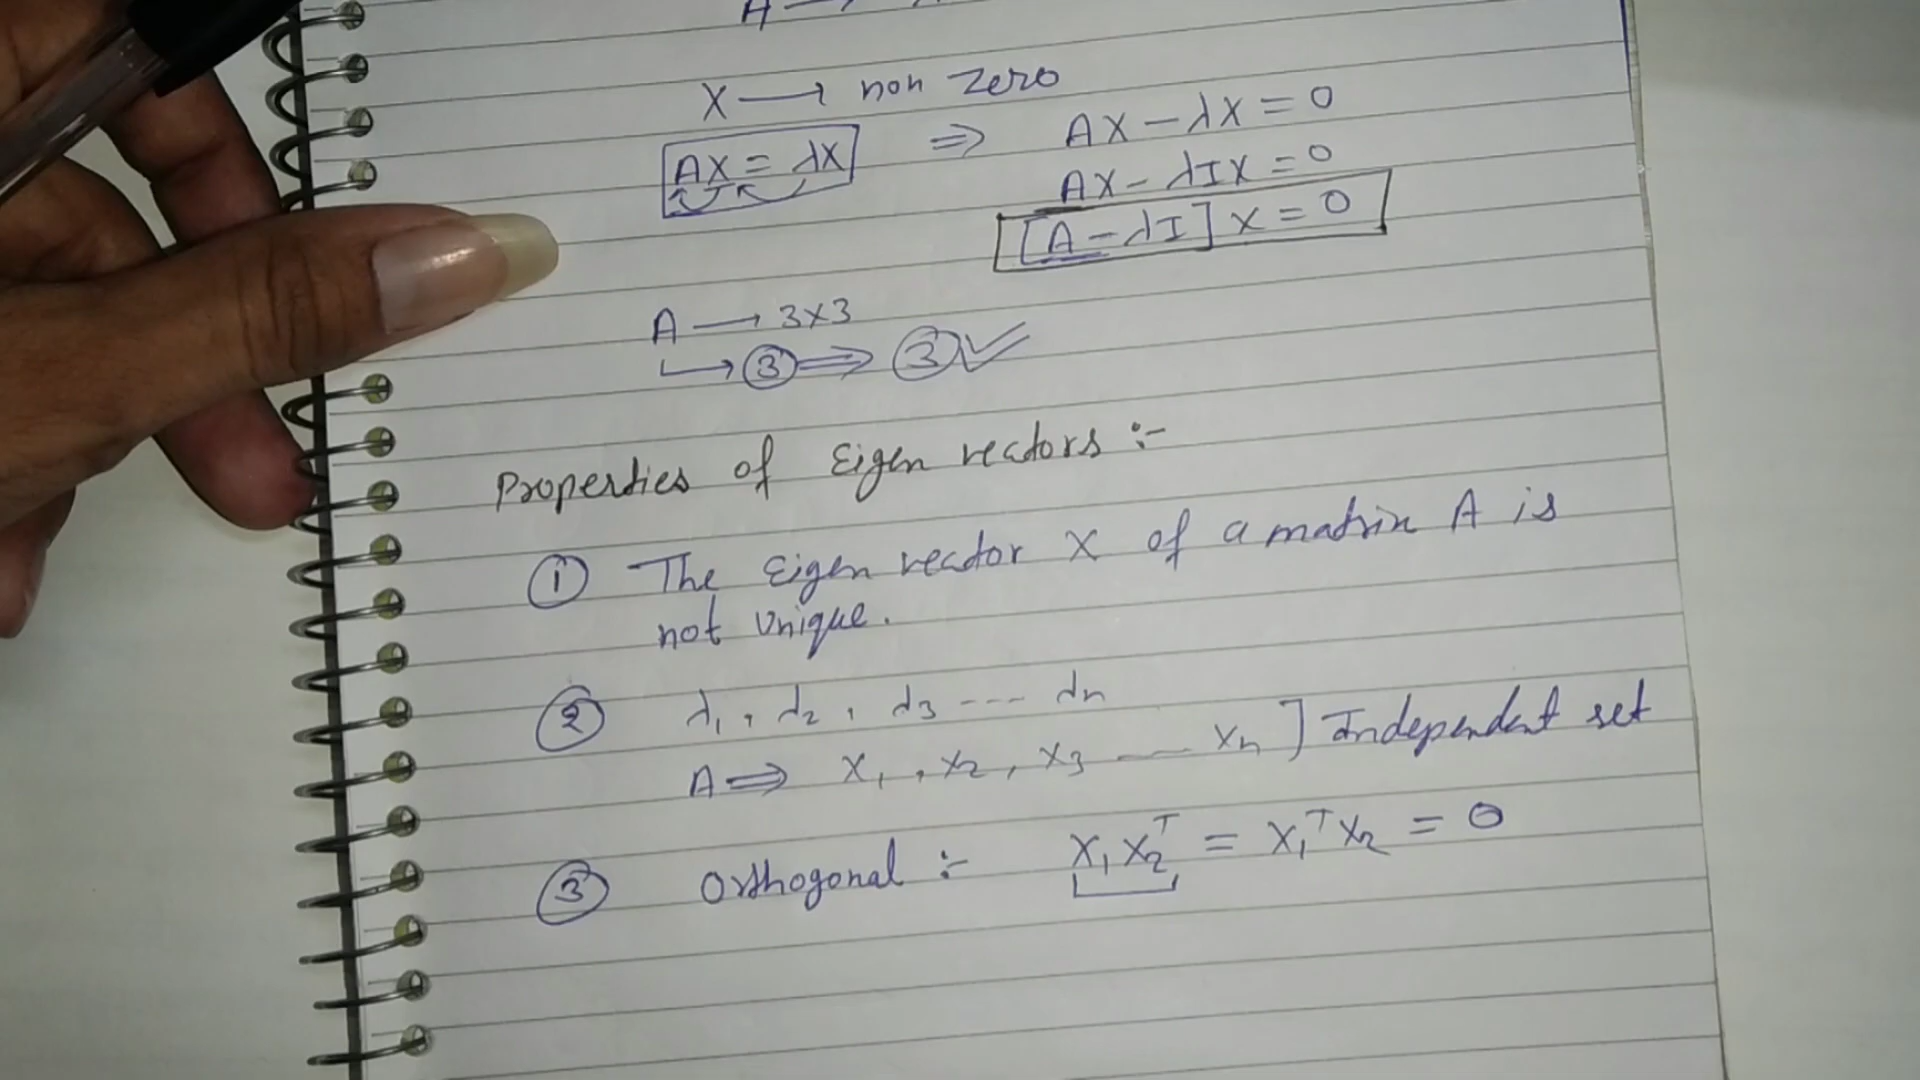 X → non zero
AX = λX ⇒ AX - λX = 0
AX - λIX = 0
[A - λI] X = 0
A → 3x3
↳ ③ ⇒ ③ ✓
Properties of Eigen vectors :-
① The Eigen vector X of a matrix A is
not unique.
② λ₁, λ₂, λ₃ --- λn
A ⇒ X₁, X₂, X₃ --- Xn ] Independent set
③ Orthogonal :- X₁X₂ᵀ = X₁ᵀX₂ = 0